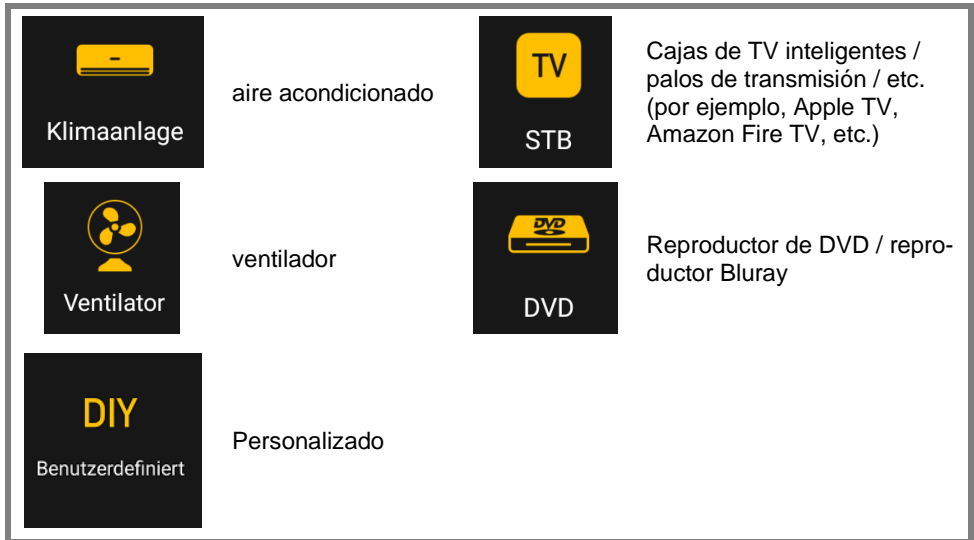 Klimaanlage
aire acondicionado
TV
STB
Cajas de TV inteligentes /
palos de transmisión / etc.
(por ejemplo, Apple TV,
Amazon Fire TV, etc.)
Ventilator
ventilador
DVD
DVD
Reproductor de DVD / repro-
ductor Bluray
DIY
Benutzerdefiniert
Personalizado